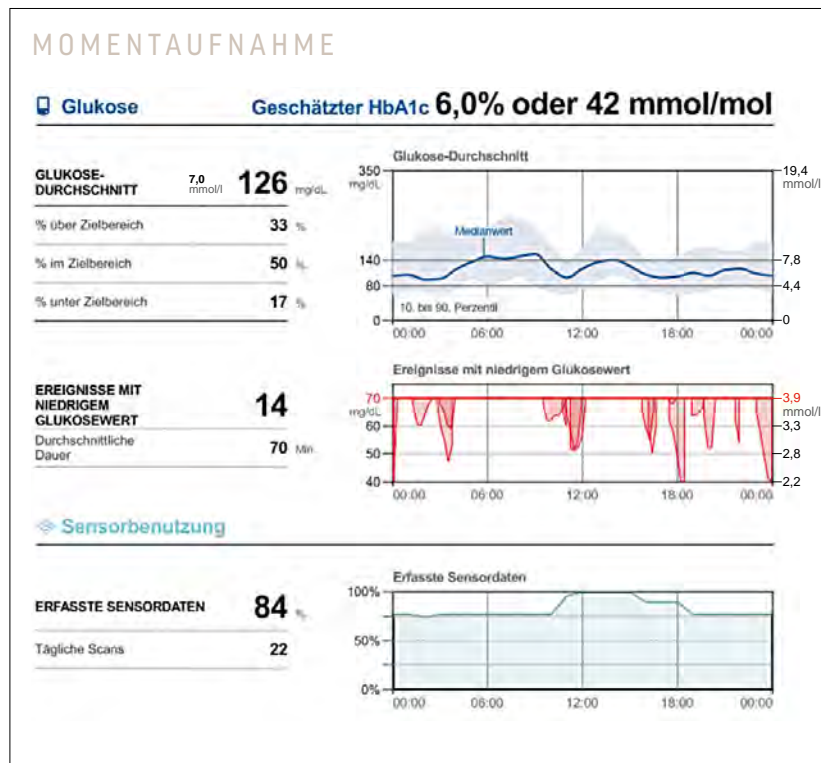 MOMENTAUFNAHME
Glukose
Geschätzter HbA1c 6,0% oder 42 mmol/mol
GLUKOSE-
DURCHSCHNITT
7,0
mmol/l
126 mg/dL
% über Zielbereich 33 %
% im Zielbereich 50 %
% unter Zielbereich 17 %
Glukose-Durchschnitt
350
mg/dL
140
80
0
Medianwert
10. bis 90. Perzentil
19,4
mmol/l
7,8
4,4
0
00:00 06:00 12:00 18:00 00:00
EREIGNISSE MIT
NIEDRIGEM
GLUKOSEWERT
14
Durchschnittliche
Dauer
70 Min.
Ereignisse mit niedrigem Glukosewert
70
mg/dL
60
50
40
3,9
mmol/l
3,3
2,8
2,2
00:00 06:00 12:00 18:00 00:00
Sensorbenutzung
ERFASSTE SENSORDATEN 84 %
Tägliche Scans 22
Erfasste Sensordaten
100%
50%
0%
00:00 06:00 12:00 18:00 00:00